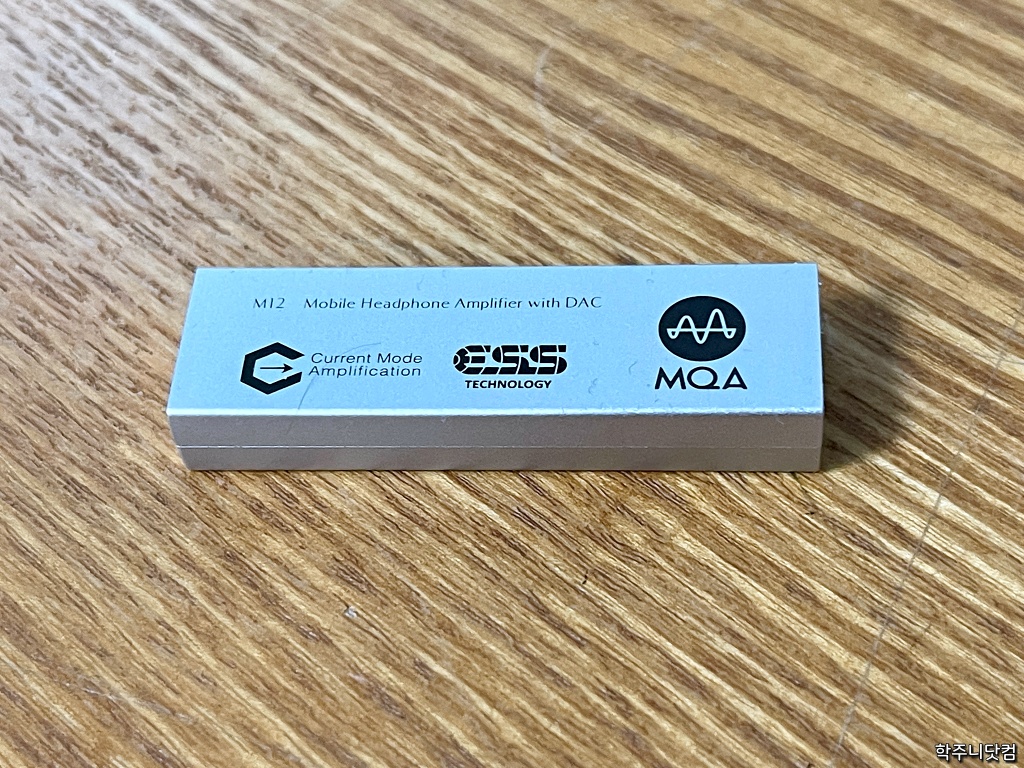 M12 Mobile Headphone Amplifier with DAC
Current Mode
Amplification
ESS
TECHNOLOGY
MQA
학주니닷컴